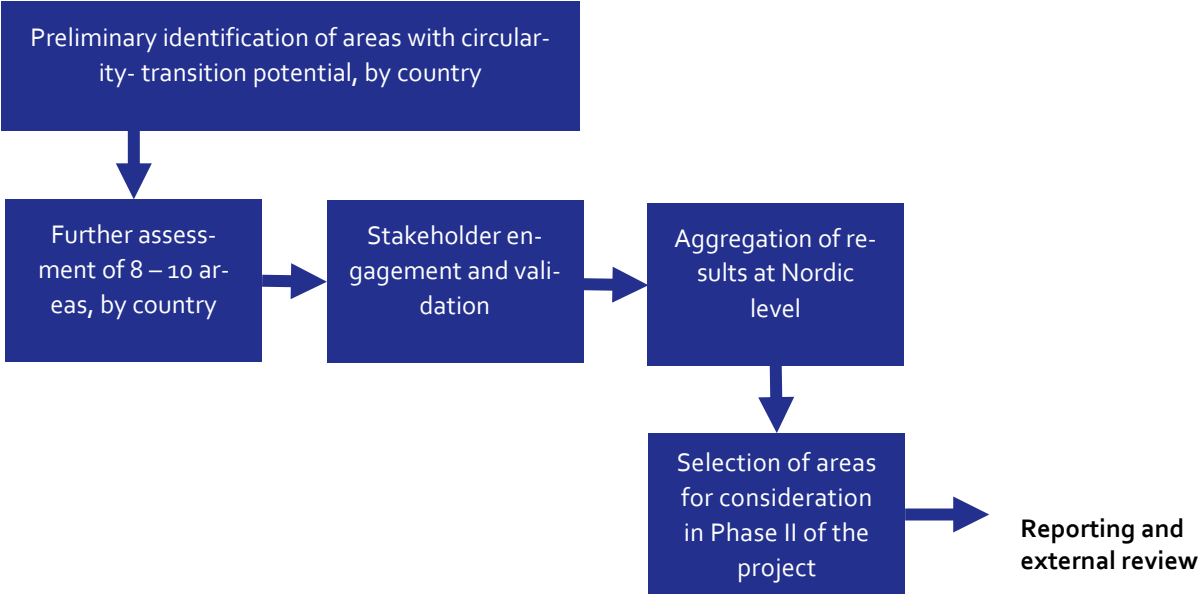 Preliminary identification of areas with circular-
ity- transition potential, by country
Further assess-
ment of 8 – 10 ar-
eas, by country
Stakeholder en-
gagement and vali-
dation
Aggregation of re-
sults at Nordic
level
Selection of areas
for consideration
in Phase II of the
project
Reporting and
external review